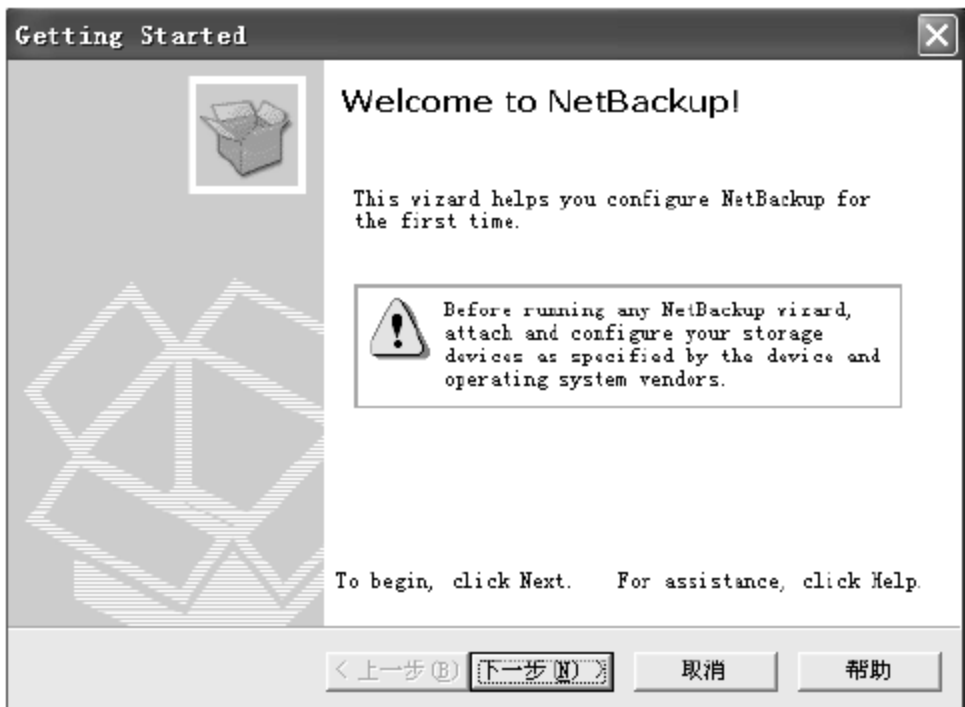 Getting Started
Welcome to NetBackup!
This wizard helps you configure NetBackup for
the first time.
Before running any NetBackup wizard,
attach and configure your storage
devices as specified by the device and
operating system vendors.
To begin, click Next. For assistance, click Help.
< 上一步(B) 下一步(N) > 取消 帮助